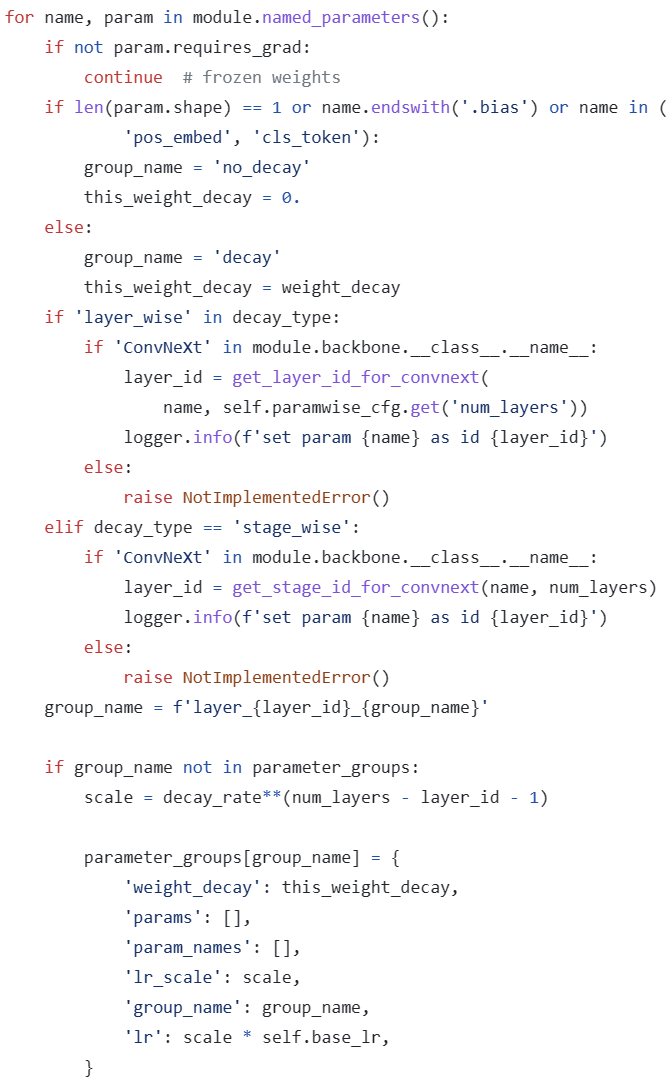 for name, param in module.named_parameters():
    if not param.requires_grad:
        continue  # frozen weights
    if len(param.shape) == 1 or name.endswith('.bias') or name in (
            'pos_embed', 'cls_token'):
        group_name = 'no_decay'
        this_weight_decay = 0.
    else:
        group_name = 'decay'
        this_weight_decay = weight_decay
    if 'layer_wise' in decay_type:
        if 'ConvNeXt' in module.backbone.__class__.__name__:
            layer_id = get_layer_id_for_convnext(
                name, self.paramwise_cfg.get('num_layers'))
            logger.info(f'set param {name} as id {layer_id}')
        else:
            raise NotImplementedError()
    elif decay_type == 'stage_wise':
        if 'ConvNeXt' in module.backbone.__class__.__name__:
            layer_id = get_stage_id_for_convnext(name, num_layers)
            logger.info(f'set param {name} as id {layer_id}')
        else:
            raise NotImplementedError()
    group_name = f'layer_{layer_id}_{group_name}'

    if group_name not in parameter_groups:
        scale = decay_rate**(num_layers - layer_id - 1)

        parameter_groups[group_name] = {
            'weight_decay': this_weight_decay,
            'params': [],
            'param_names': [],
            'lr_scale': scale,
            'group_name': group_name,
            'lr': scale * self.base_lr,
        }